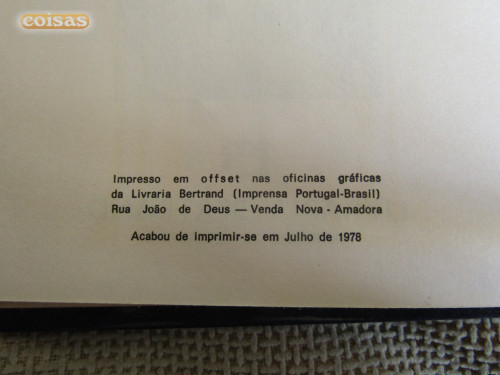 coisas
Impresso em offset nas oficinas gráficas
da Livraria Bertrand (Imprensa Portugal-Brasil)
Rua João de Deus — Venda Nova - Amadora
Acabou de imprimir-se em Julho de 1978